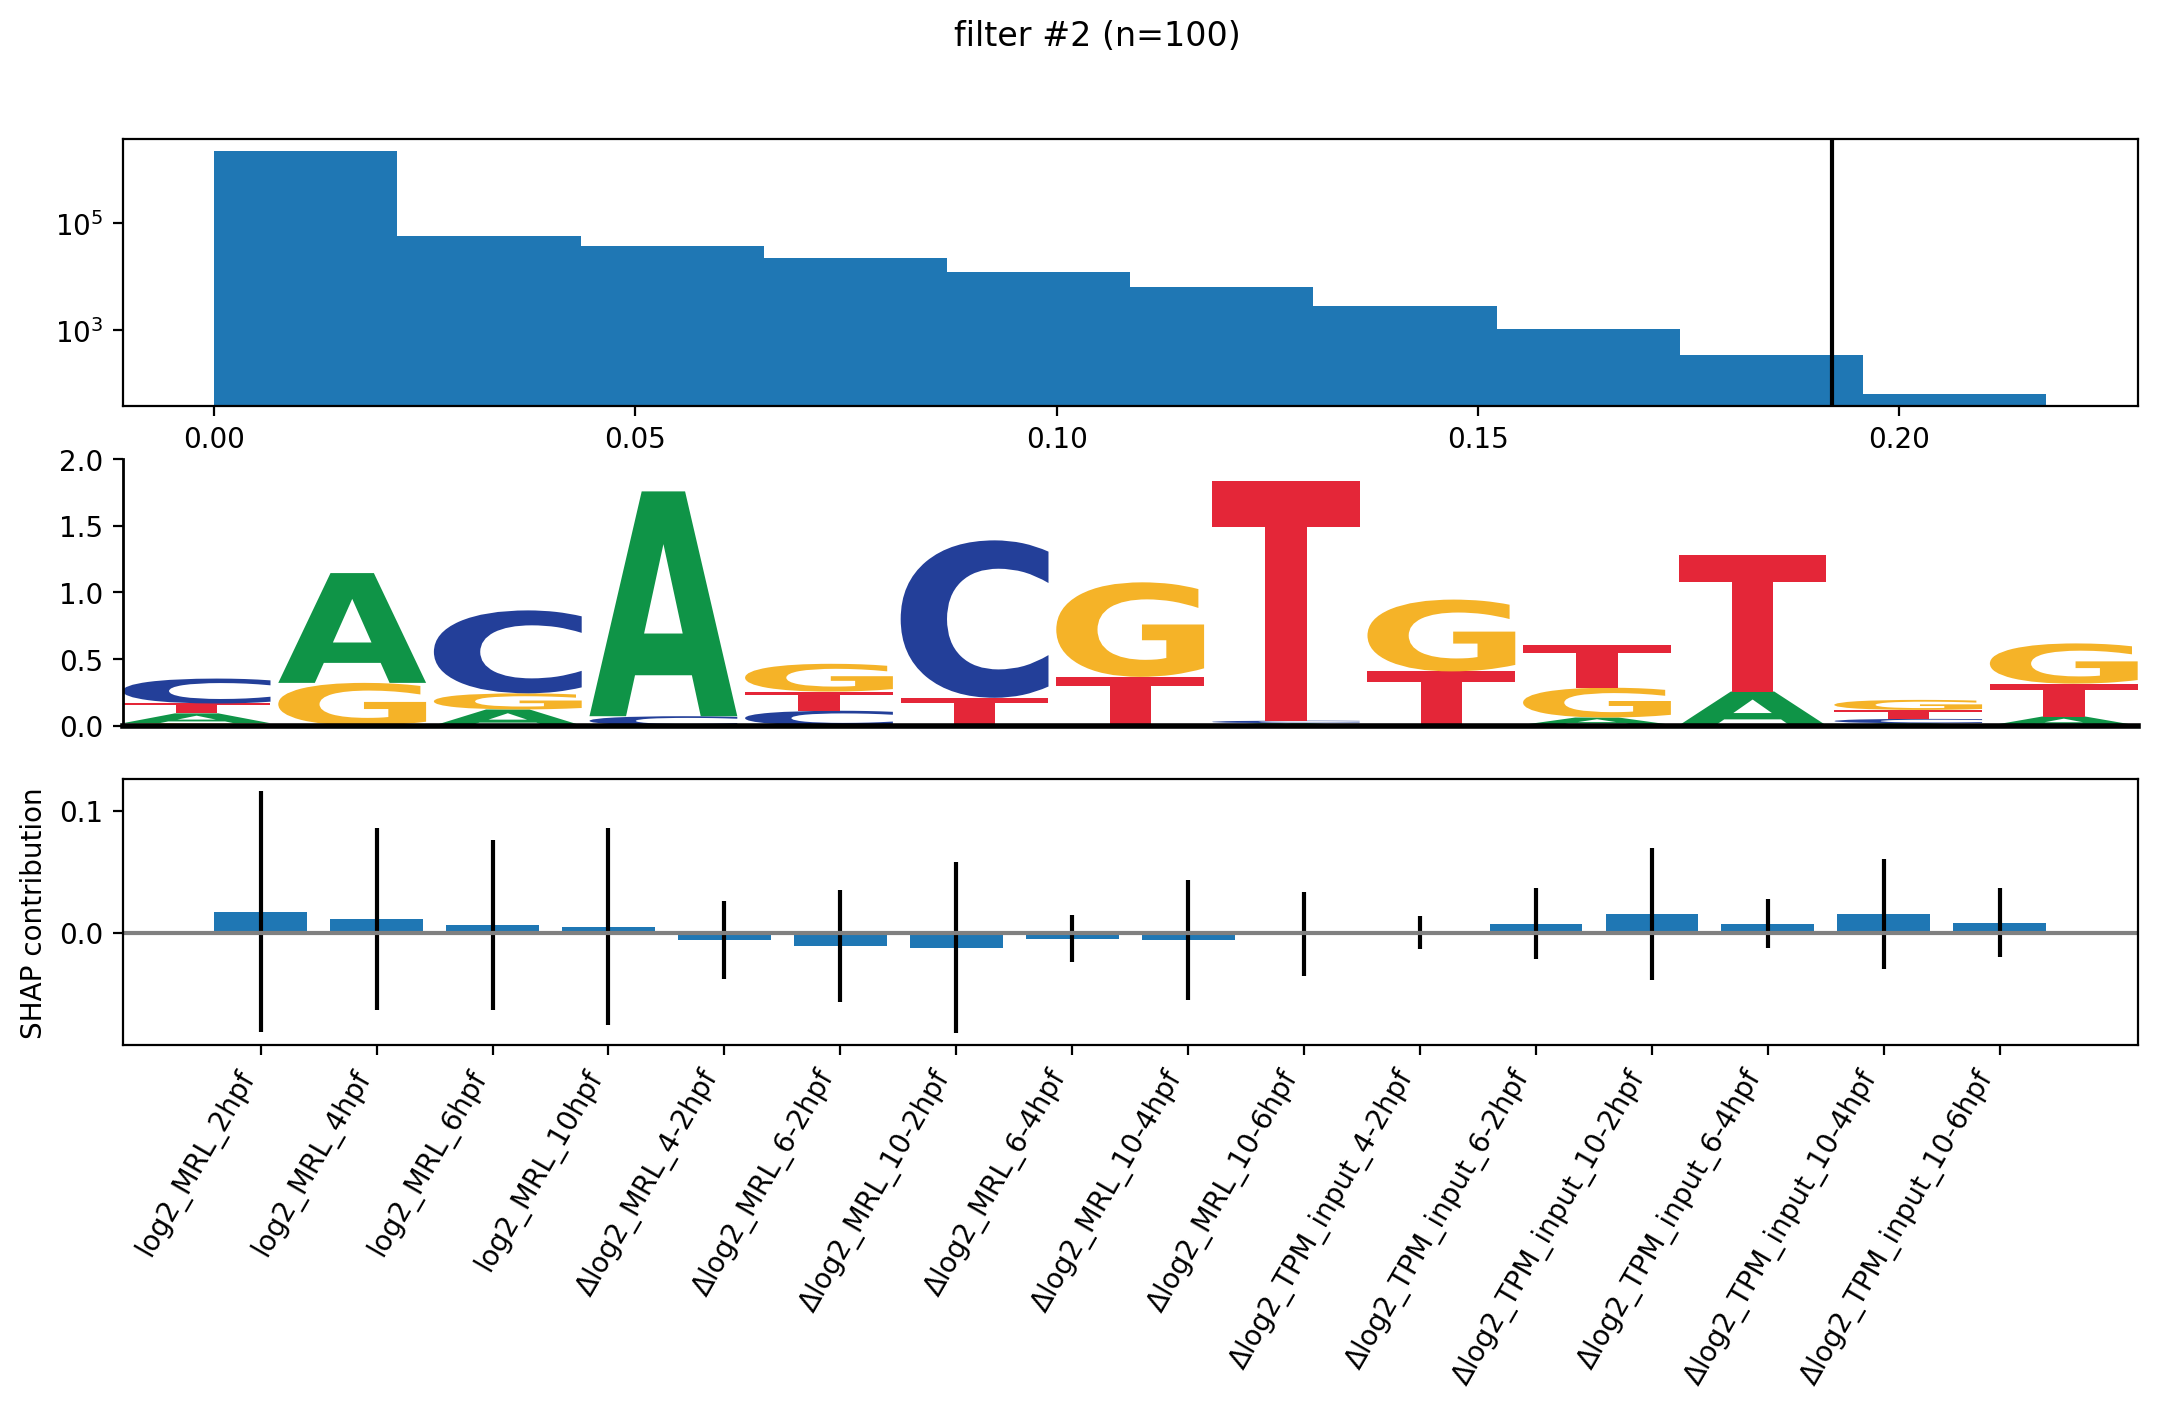 filter #2 (n=100)
10^5
10^3
0.00 0.05 0.10 0.15 0.20
2.0
1.5
1.0
0.5
0.0
C T A
A G
C G A
A C
G T C
C T
G T
T C
G T
T G A
T A
G T C
G T A
SHAP contribution
0.1
0.0
log2_MRL_2hpf
log2_MRL_4hpf
log2_MRL_6hpf
log2_MRL_10hpf
Δlog2_MRL_4-2hpf
Δlog2_MRL_6-2hpf
Δlog2_MRL_10-2hpf
Δlog2_MRL_6-4hpf
Δlog2_MRL_10-4hpf
Δlog2_MRL_10-6hpf
Δlog2_TPM_input_4-2hpf
Δlog2_TPM_input_6-2hpf
Δlog2_TPM_input_10-2hpf
Δlog2_TPM_input_6-4hpf
Δlog2_TPM_input_10-4hpf
Δlog2_TPM_input_10-6hpf